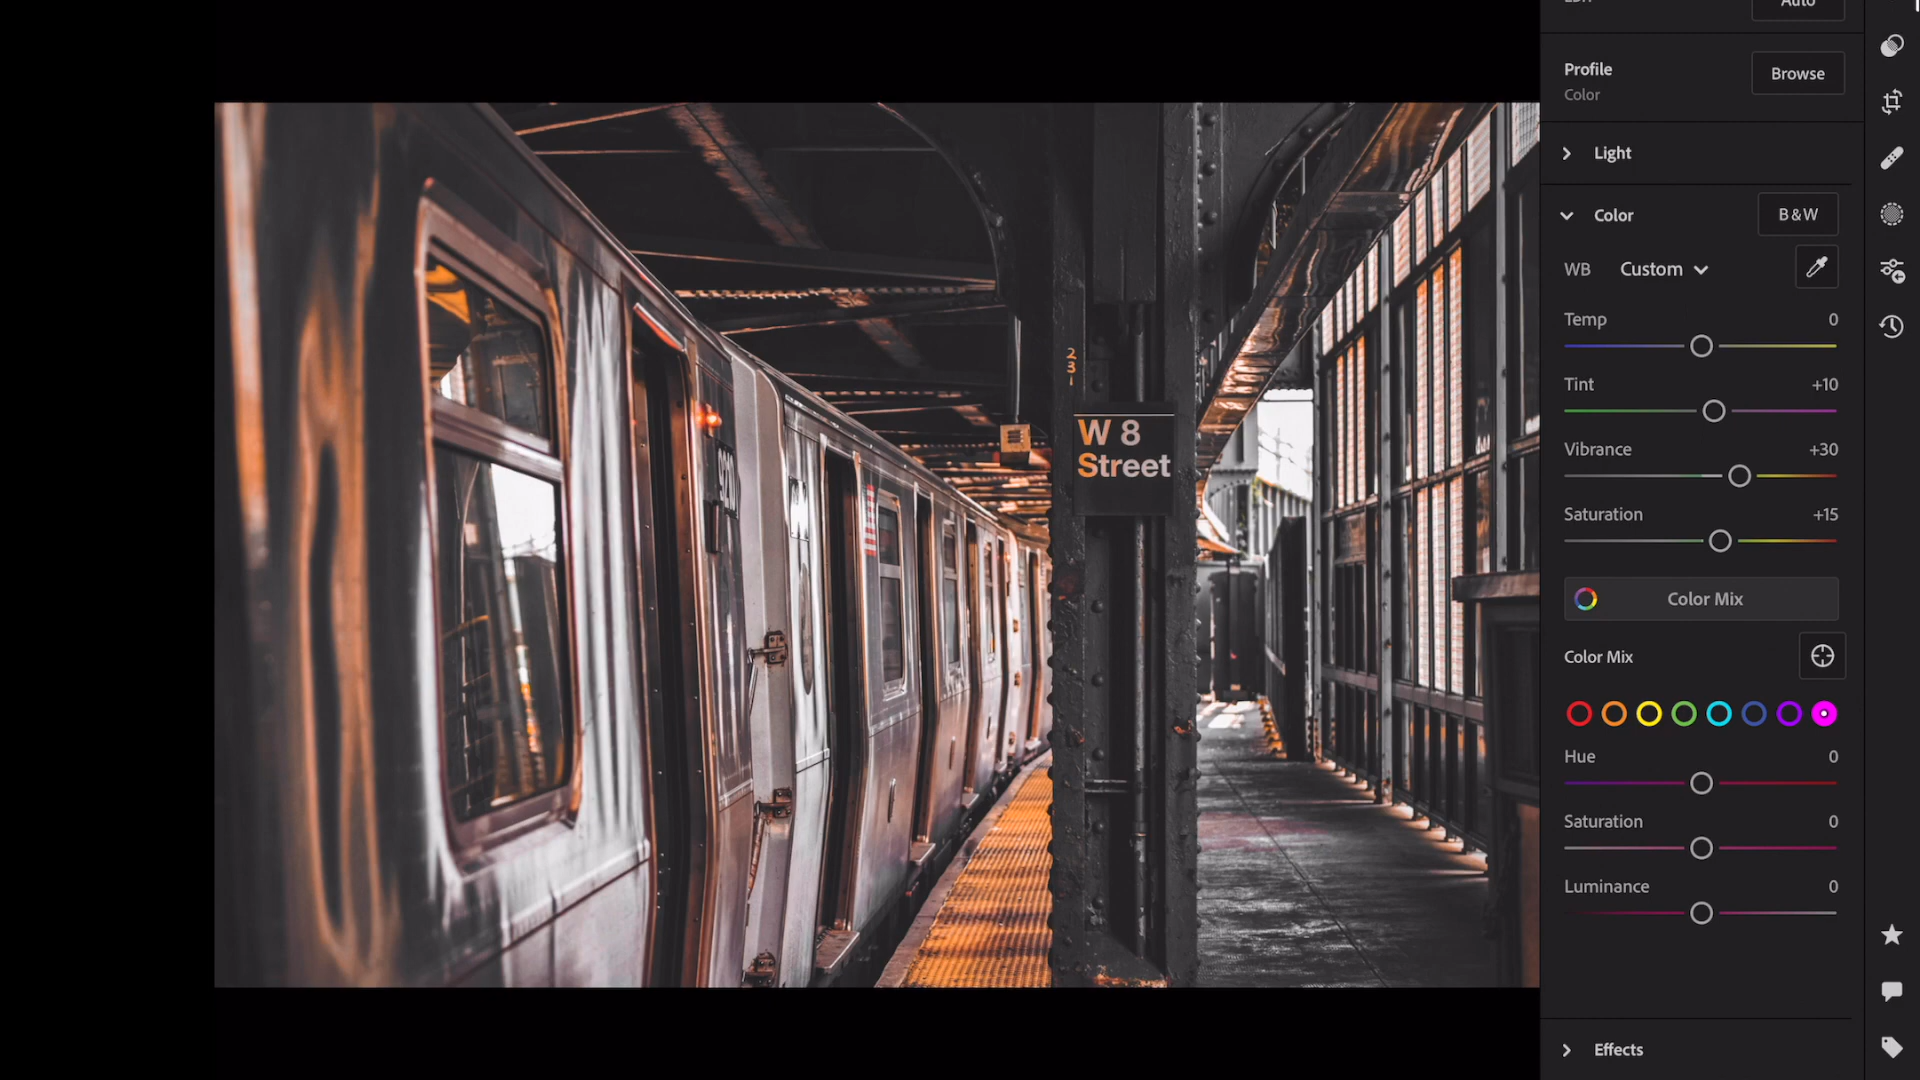 Auto
Profile
Browse
Color
Light
Color
B&W
WB
Custom
Temp
0
Tint
+10
Vibrance
+30
Saturation
+15
Color Mix
Color Mix
Hue
0
Saturation
0
Luminance
0
Effects
231
W 8
Street